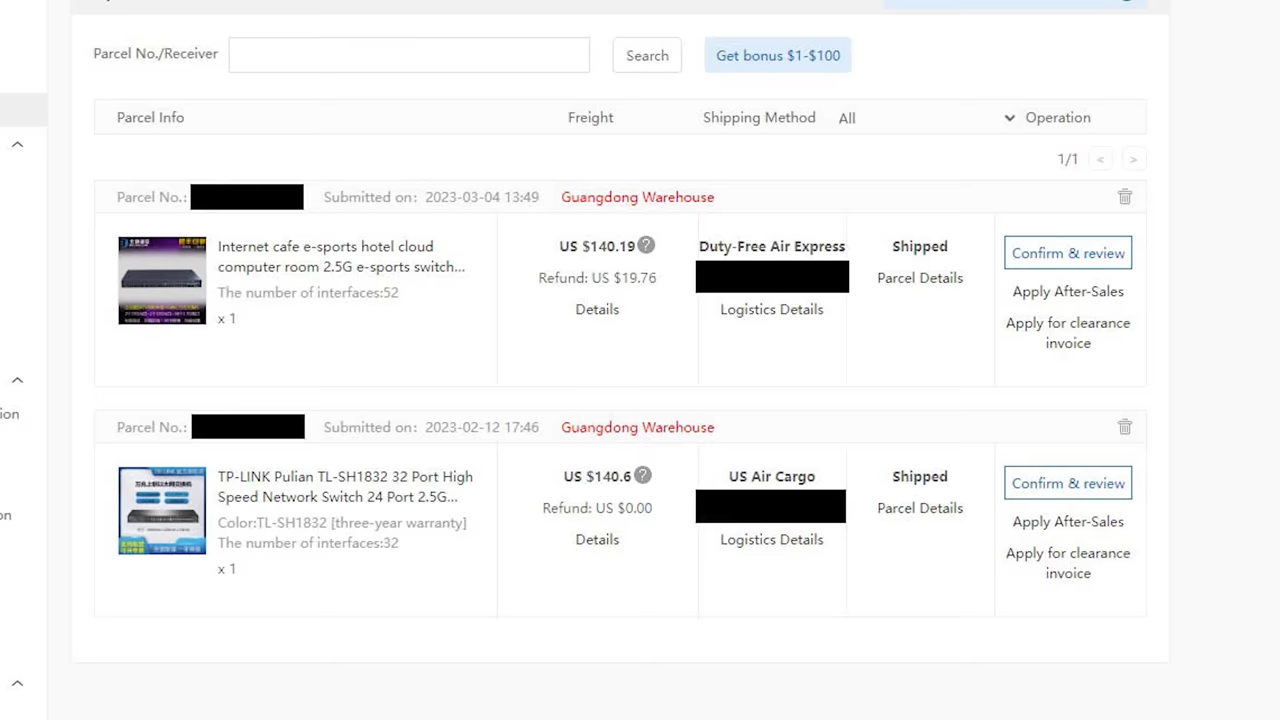 Parcel No./Receiver
Search
Get bonus $1-$100
Parcel Info
Freight
Shipping Method
All
Operation
1/1
<
>
Parcel No.:
Submitted on: 2023-03-04 13:49
Guangdong Warehouse
Internet cafe e-sports hotel cloud
computer room 2.5G e-sports switch...
The number of interfaces:52
x 1
US $140.19
?
Refund: US $19.76
Details
Duty-Free Air Express
Logistics Details
Shipped
Parcel Details
Confirm & review
Apply After-Sales
Apply for clearance
invoice
Parcel No.:
Submitted on: 2023-02-12 17:46
Guangdong Warehouse
TP-LINK Pulian TL-SH1832 32 Port High
Speed Network Switch 24 Port 2.5G...
Color:TL-SH1832 [three-year warranty]
The number of interfaces:32
x 1
US $140.6
?
Refund: US $0.00
Details
US Air Cargo
Logistics Details
Shipped
Parcel Details
Confirm & review
Apply After-Sales
Apply for clearance
invoice
ion
on